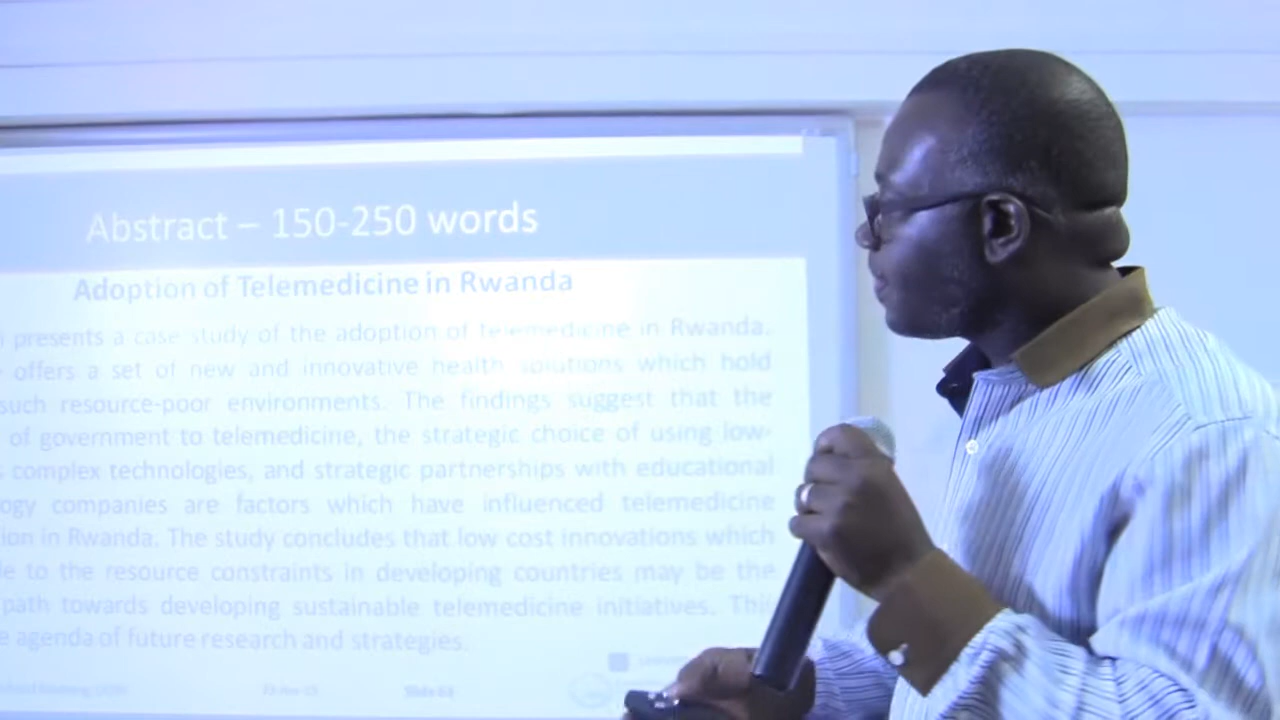 Abstract – 150-250 words
Adoption of Telemedicine in Rwanda
presents a case study of the adoption of telemedicine in Rwanda.
offers a set of new and innovative health solutions which hold
such resource-poor environments. The findings suggest that the
of government to telemedicine, the strategic choice of using low-
complex technologies, and strategic partnerships with educational
ogy companies are factors which have influenced telemedicine
ion in Rwanda. The study concludes that low cost innovations which
le to the resource constraints in developing countries may be the
path towards developing sustainable telemedicine initiatives. This
e agenda of future research and strategies.